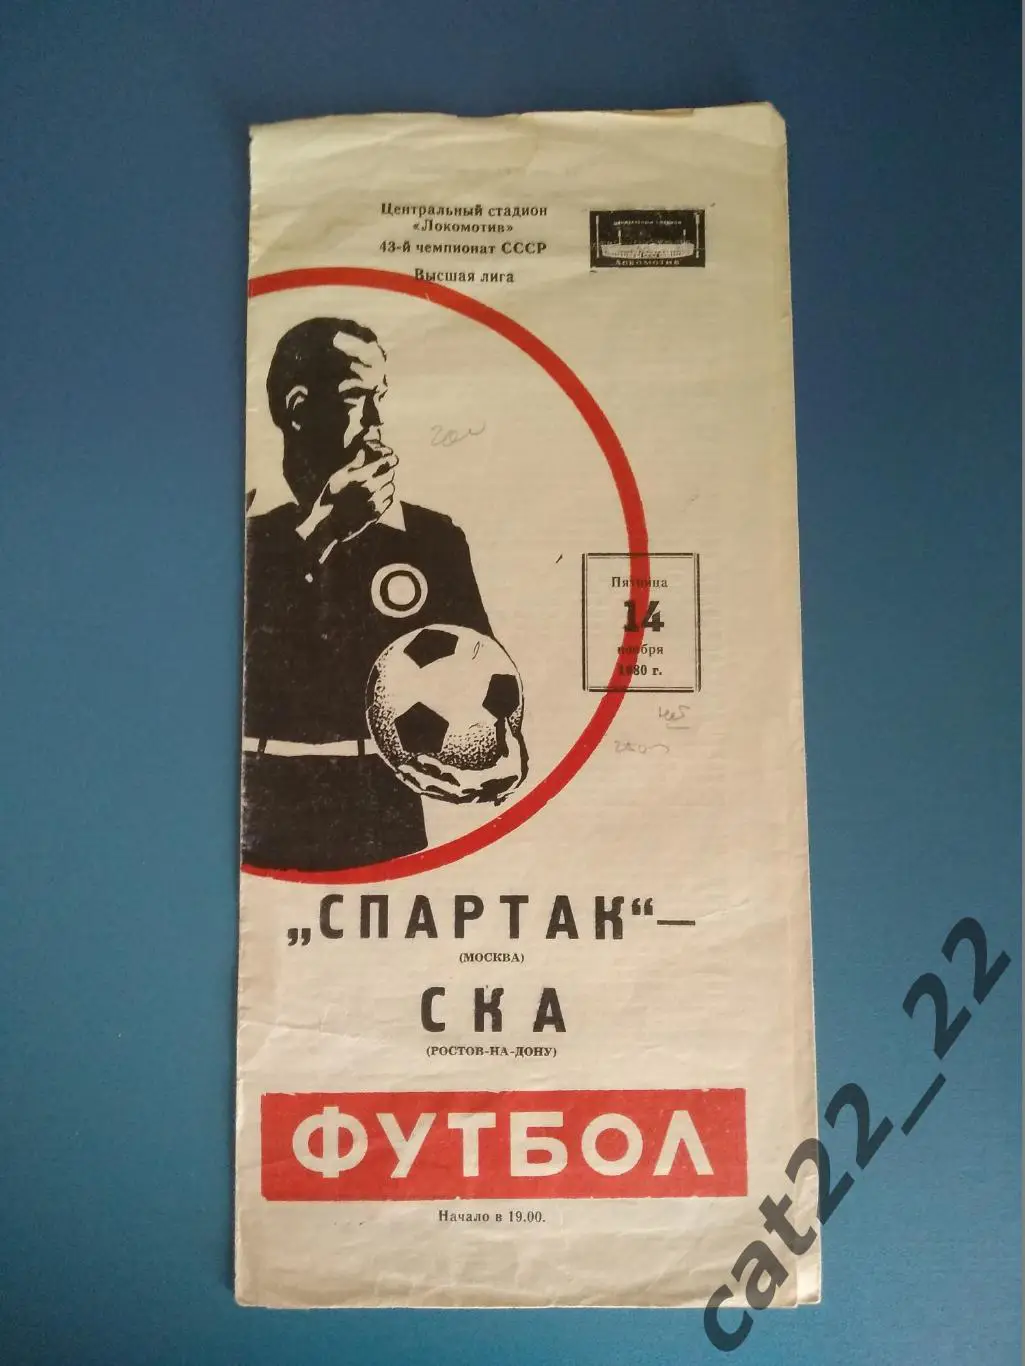 Центральный стадион
«Локомотив»
43-й чемпионат СССР
Высшая лига
ЛОКОМОТИВ
Пятница
14
ноября
1980 г.
„СПАРТАК“ —
(МОСКВА)
СКА
(РОСТОВ-НА-ДОНУ)
ФУТБОЛ
Начало в 19.00.
cat22_22